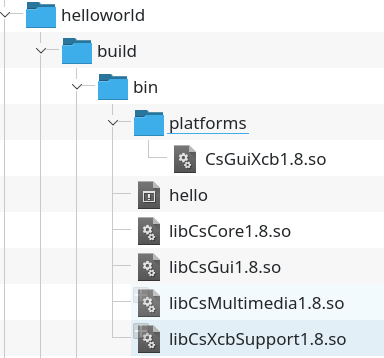 helloworld
build
bin
platforms
CsGuiXcb1.8.so
hello
libCsCore1.8.so
libCsGui1.8.so
libCsMultimedia1.8.so
libCsXcbSupport1.8.so